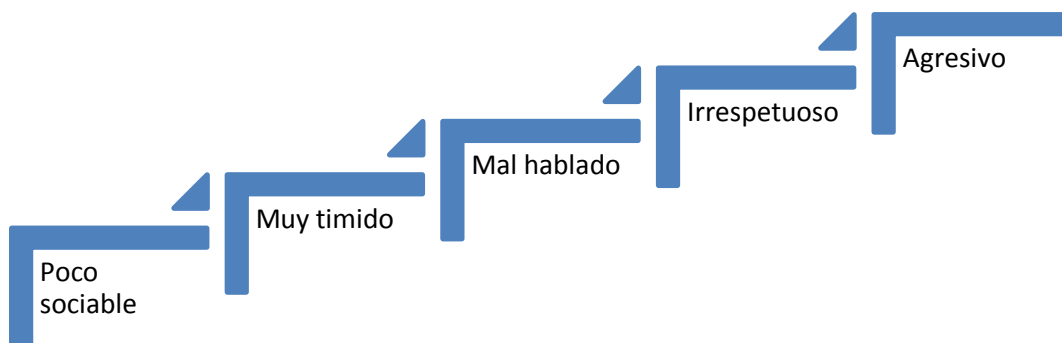 Poco
sociable
Muy timido
Mal hablado
Irrespetuoso
Agresivo